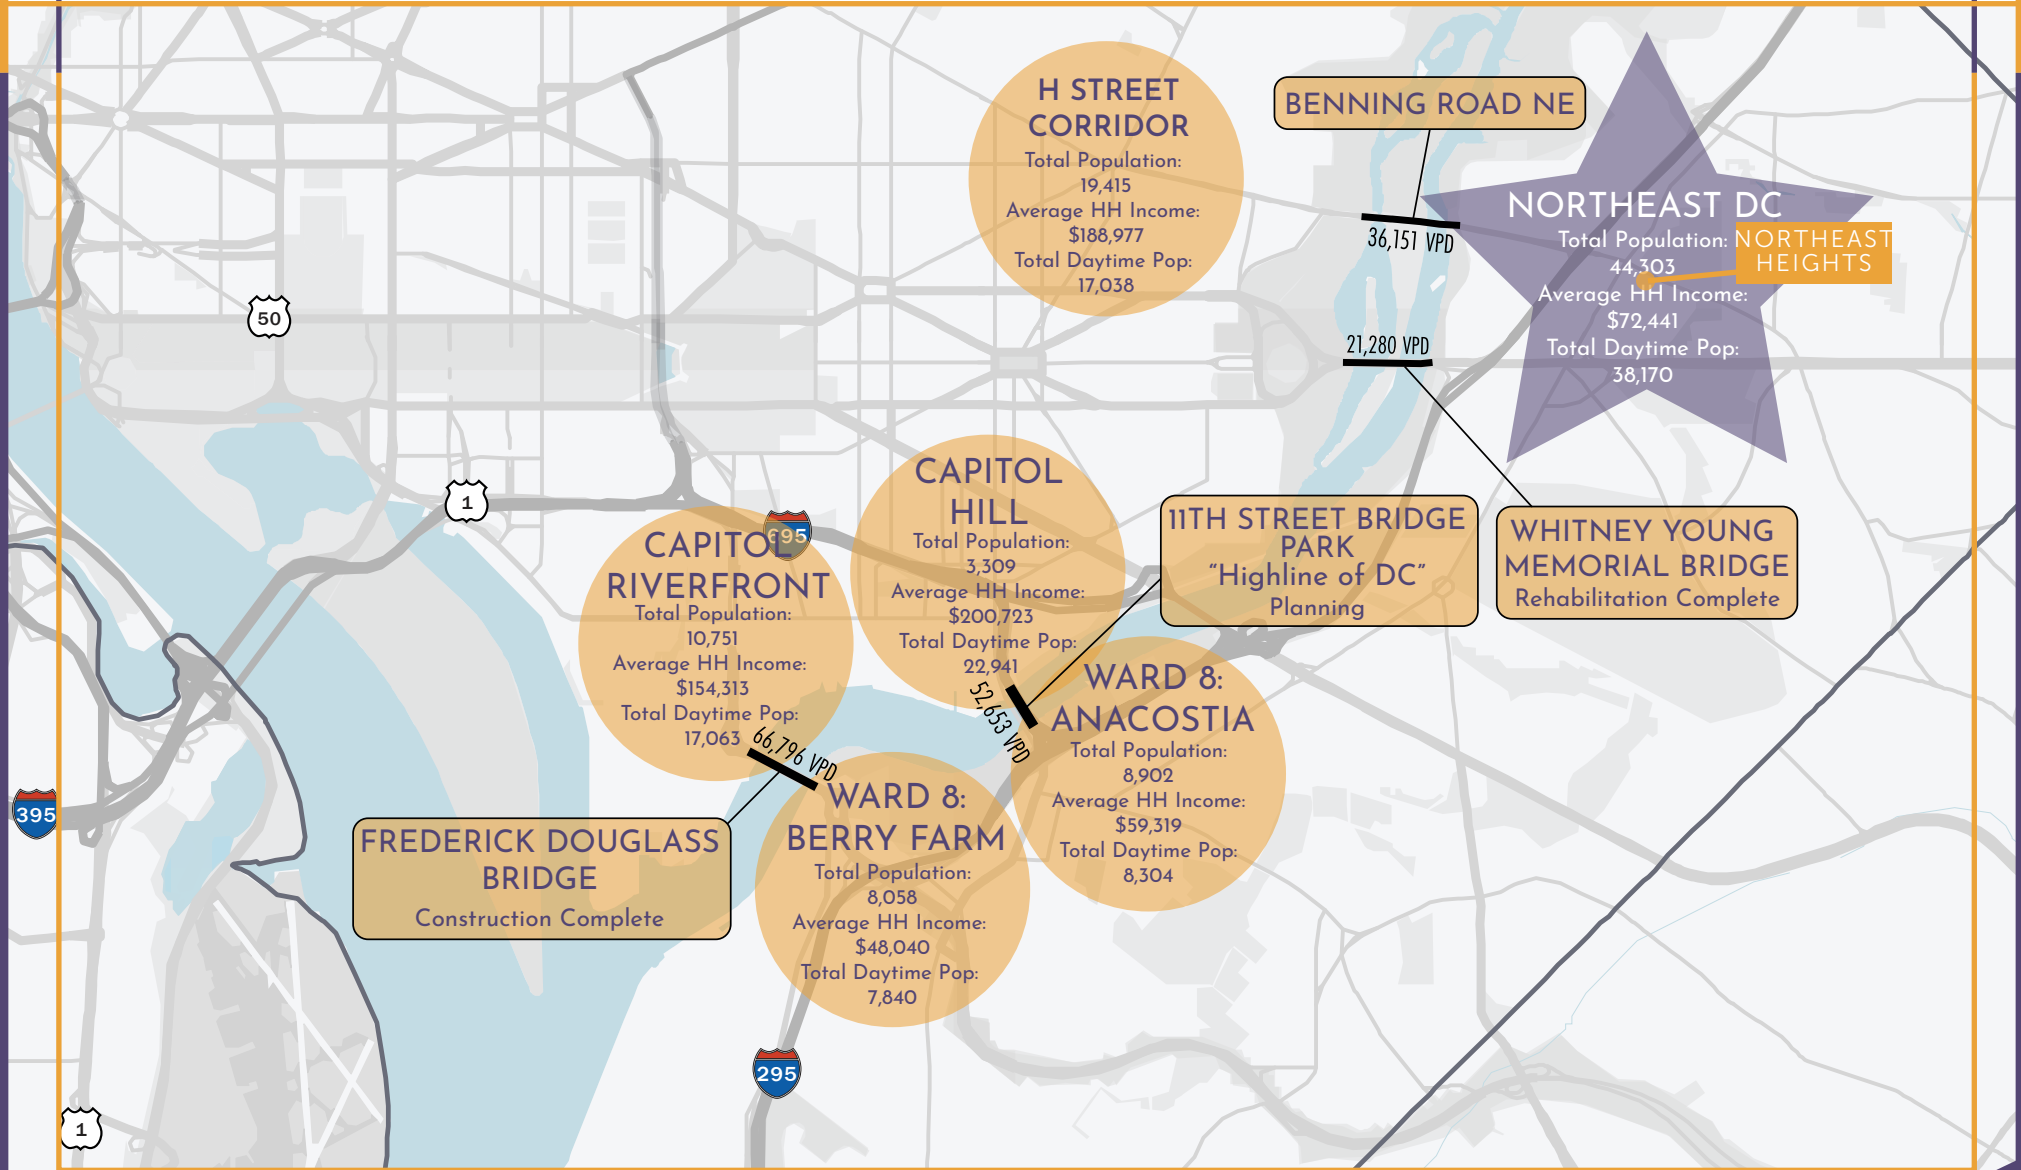 H STREET
CORRIDOR
Total Population:
19,415
Average HH Income:
$188,977
Total Daytime Pop:
17,038
BENNING ROAD NE
36,151 VPD
NORTHEAST DC
Total Population:
44,303
Average HH Income:
$72,441
Total Daytime Pop:
38,170
NORTHEAST
HEIGHTS
21,280 VPD
50
1
CAPITOL
HILL
Total Population:
3,309
Average HH Income:
$200,723
Total Daytime Pop:
22,941
695
CAPITOL
RIVERFRONT
Total Population:
10,751
Average HH Income:
$154,313
Total Daytime Pop:
17,063
11TH STREET BRIDGE
PARK
“Highline of DC”
Planning
WHITNEY YOUNG
MEMORIAL BRIDGE
Rehabilitation Complete
52,653 VPD
WARD 8:
ANACOSTIA
Total Population:
8,902
Average HH Income:
$59,319
Total Daytime Pop:
8,304
66,796 VPD
WARD 8:
BERRY FARM
Total Population:
8,058
Average HH Income:
$48,040
Total Daytime Pop:
7,840
395
FREDERICK DOUGLASS
BRIDGE
Construction Complete
295
1